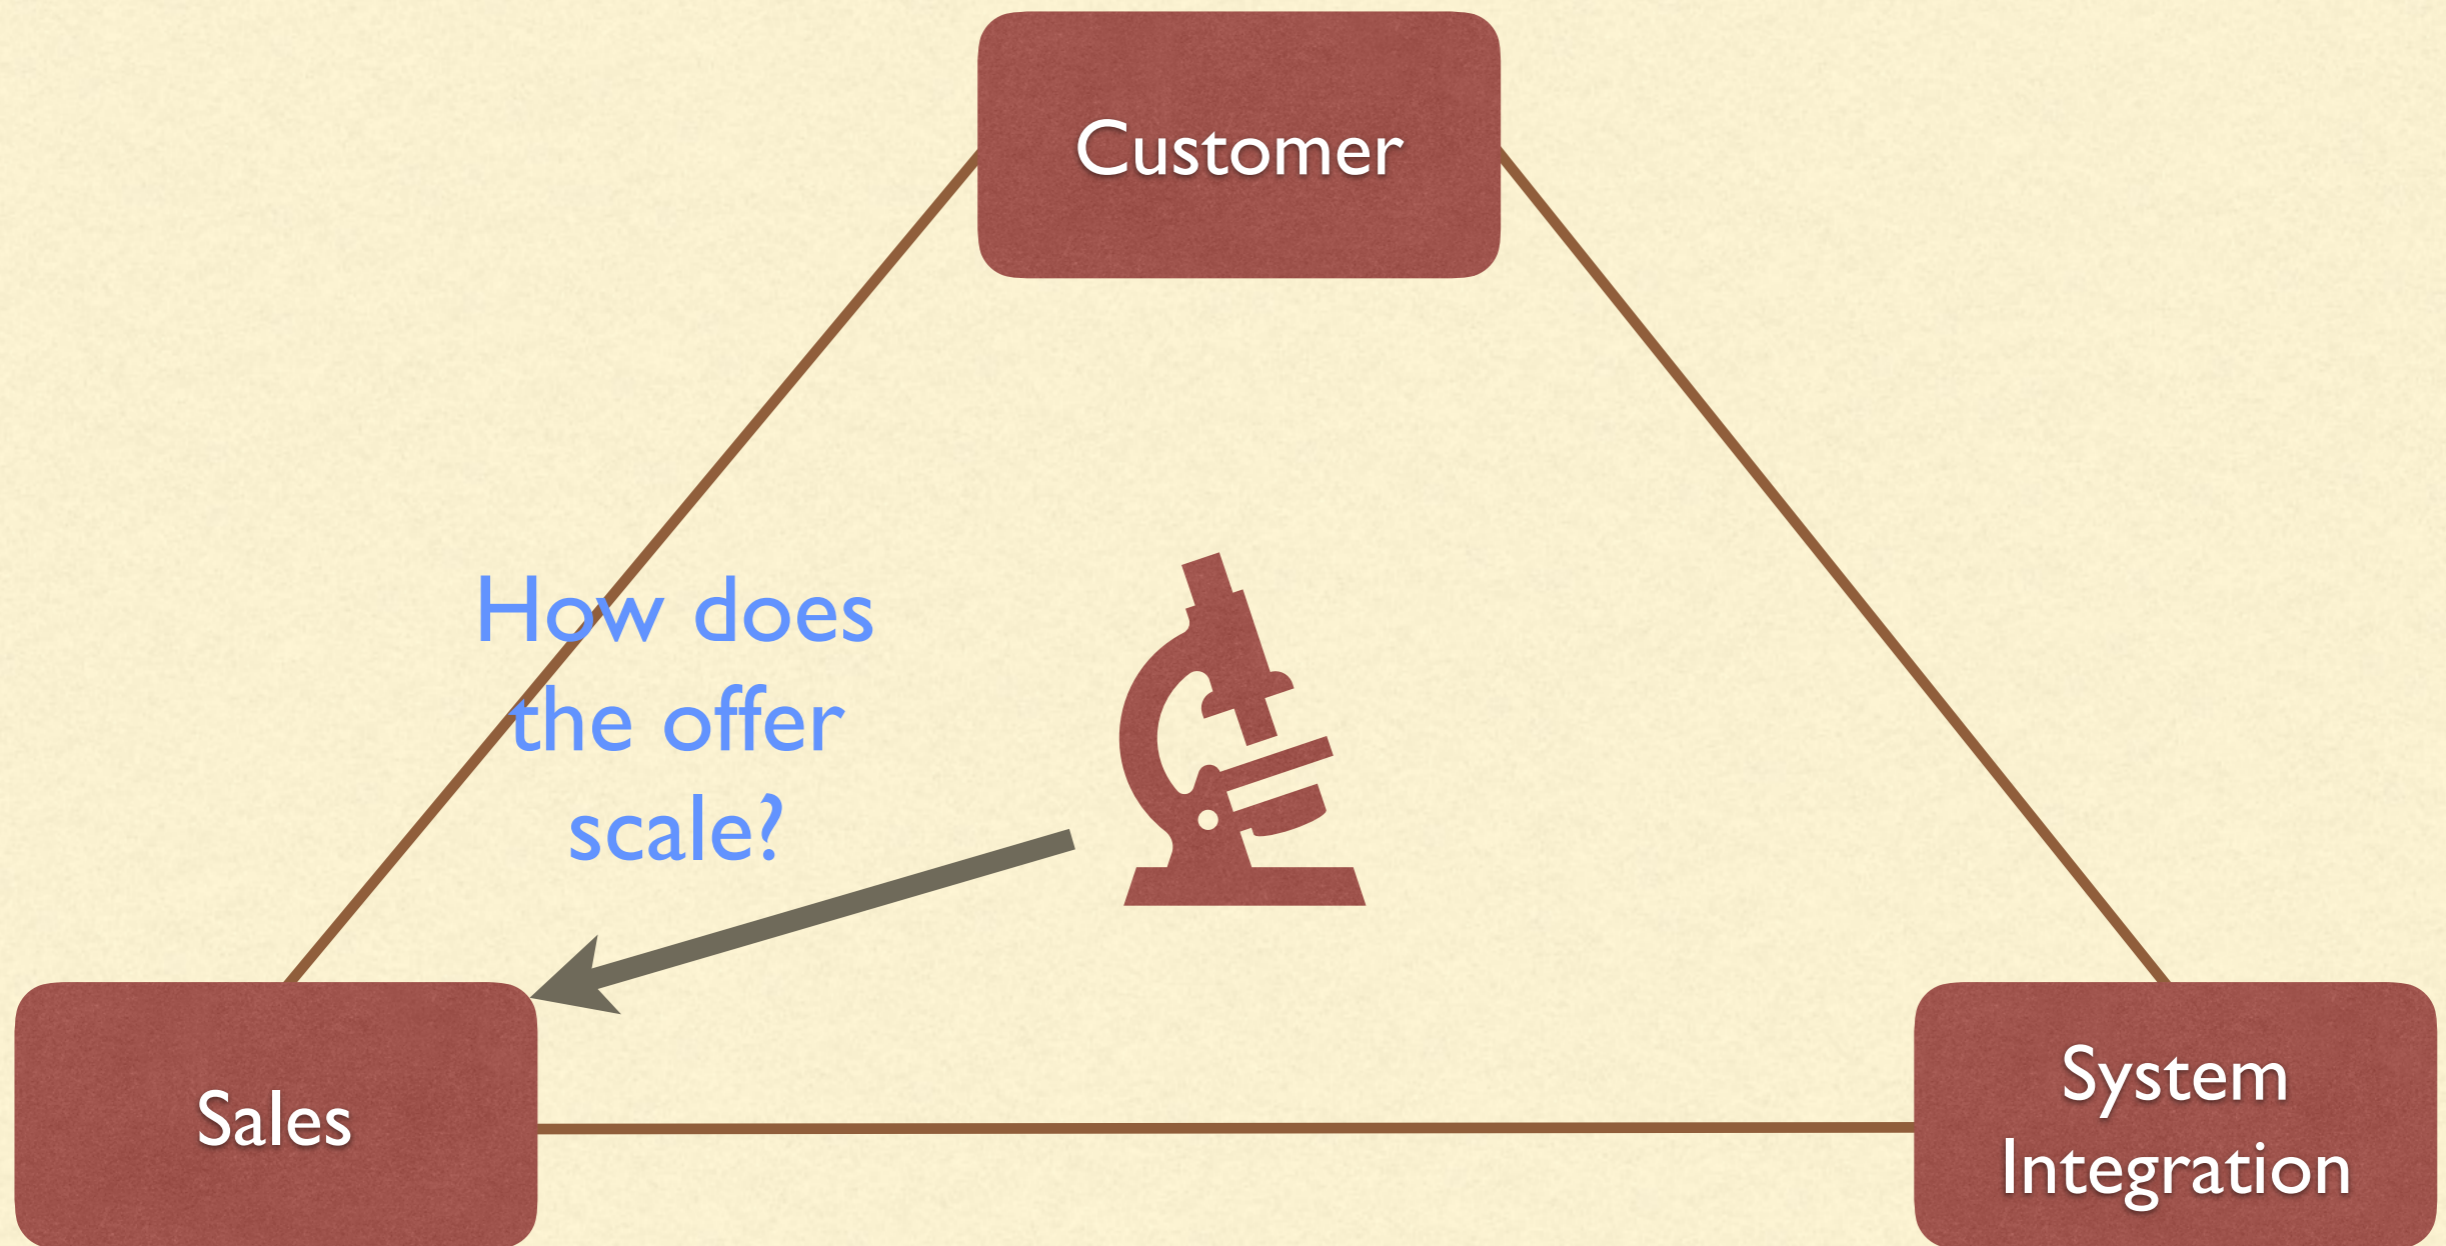 Customer
How does
the offer
scale?
Sales
System
Integration